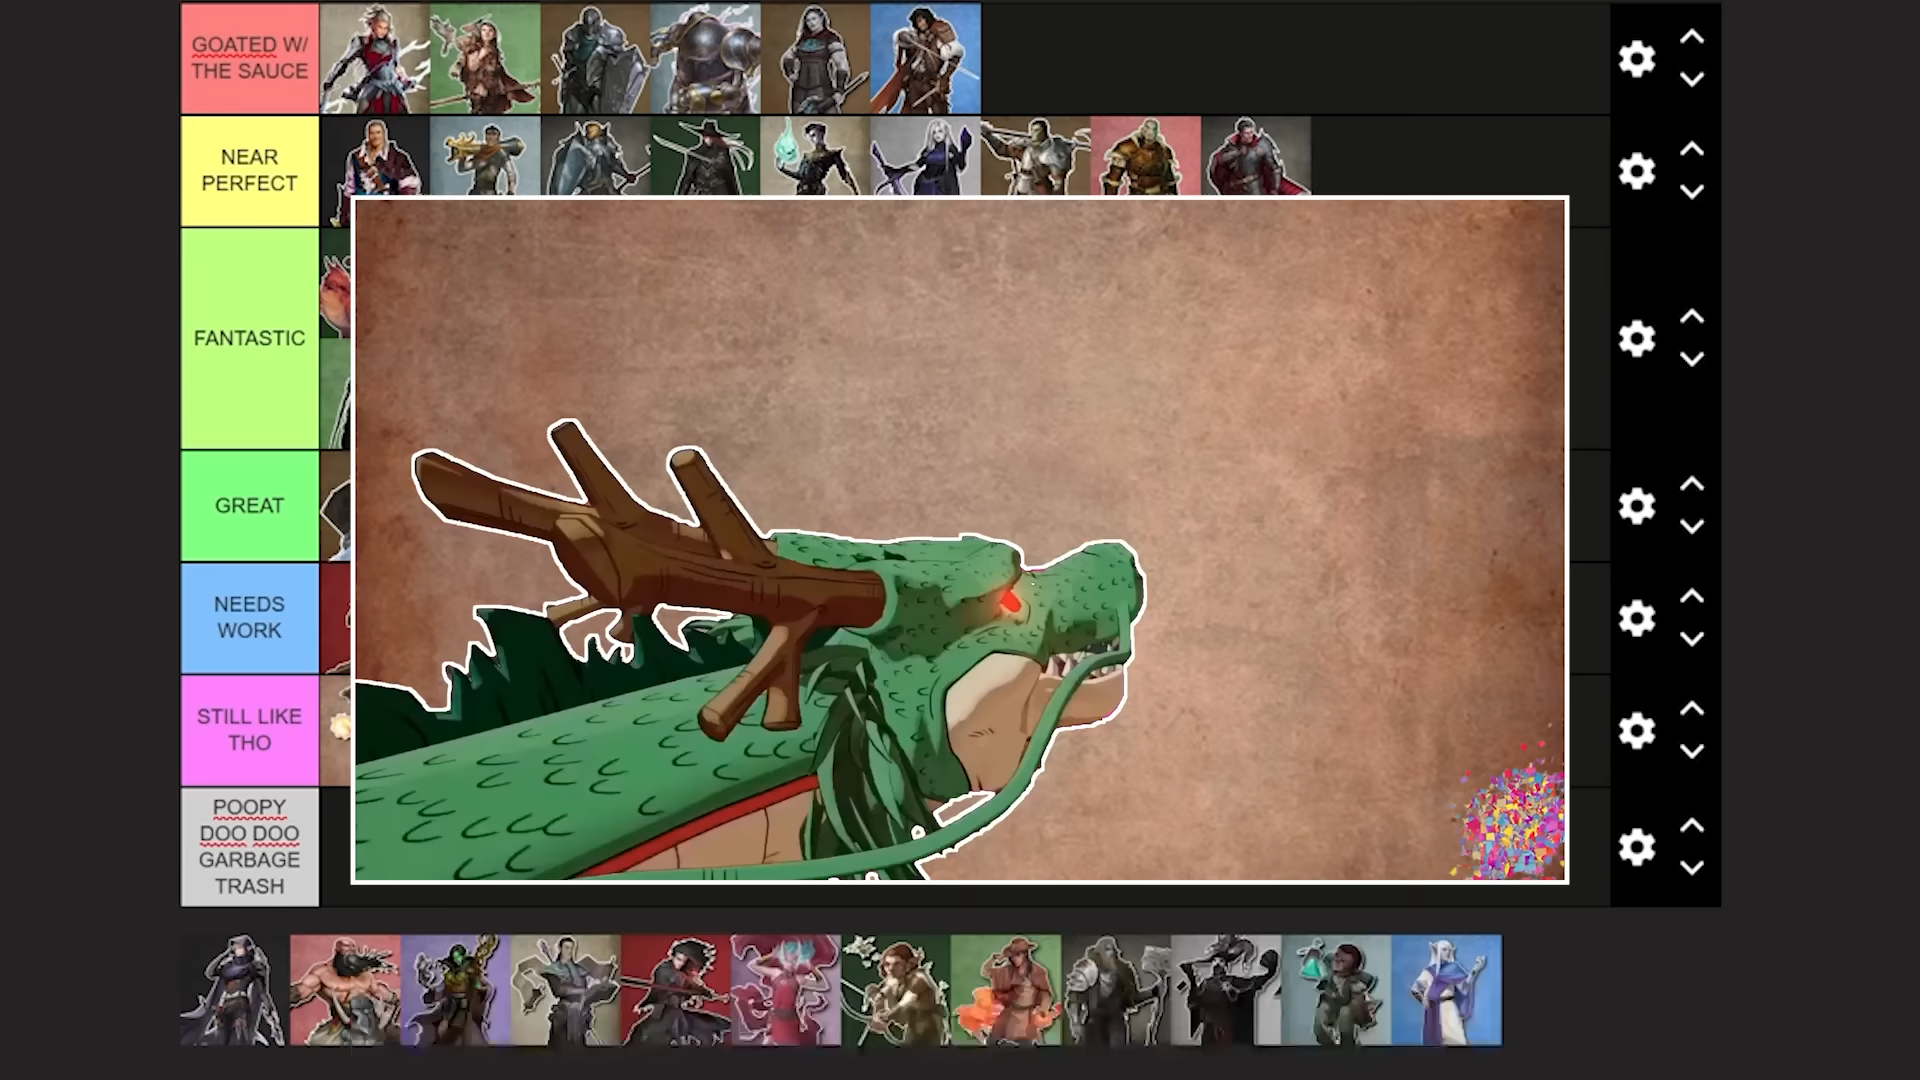 GOATED W/
THE SAUCE
NEAR
PERFECT
FANTASTIC
GREAT
NEEDS
WORK
STILL LIKE
THO
POOPY
DOO DOO
GARBAGE
TRASH